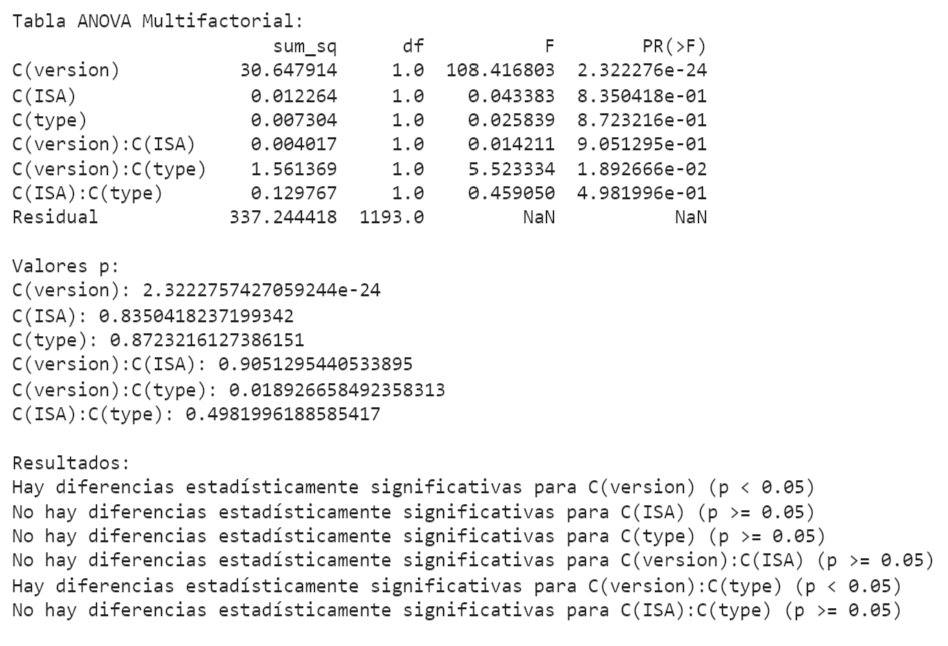 Tabla ANOVA Multifactorial:
sum_sq df F PR(>F)
C(version) 30.647914 1.0 108.416803 2.322276e-24
C(ISA) 0.012264 1.0 0.043383 8.350418e-01
C(type) 0.007304 1.0 0.025839 8.723216e-01
C(version):C(ISA) 0.004017 1.0 0.014211 9.051295e-01
C(version):C(type) 1.561369 1.0 5.523334 1.892666e-02
C(ISA):C(type) 0.129767 1.0 0.459050 4.981996e-01
Residual 337.244418 1193.0 NaN NaN
Valores p:
C(version): 2.3222757427059244e-24
C(ISA): 0.8350418237199342
C(type): 0.8723216127386151
C(version):C(ISA): 0.9051295440533895
C(version):C(type): 0.018926658492358313
C(ISA):C(type): 0.4981996188585417
Resultados:
Hay diferencias estadísticamente significativas para C(version) (p < 0.05)
No hay diferencias estadísticamente significativas para C(ISA) (p >= 0.05)
No hay diferencias estadísticamente significativas para C(type) (p >= 0.05)
No hay diferencias estadísticamente significativas para C(version):C(ISA) (p >= 0.05)
Hay diferencias estadísticamente significativas para C(version):C(type) (p < 0.05)
No hay diferencias estadísticamente significativas para C(ISA):C(type) (p >= 0.05)